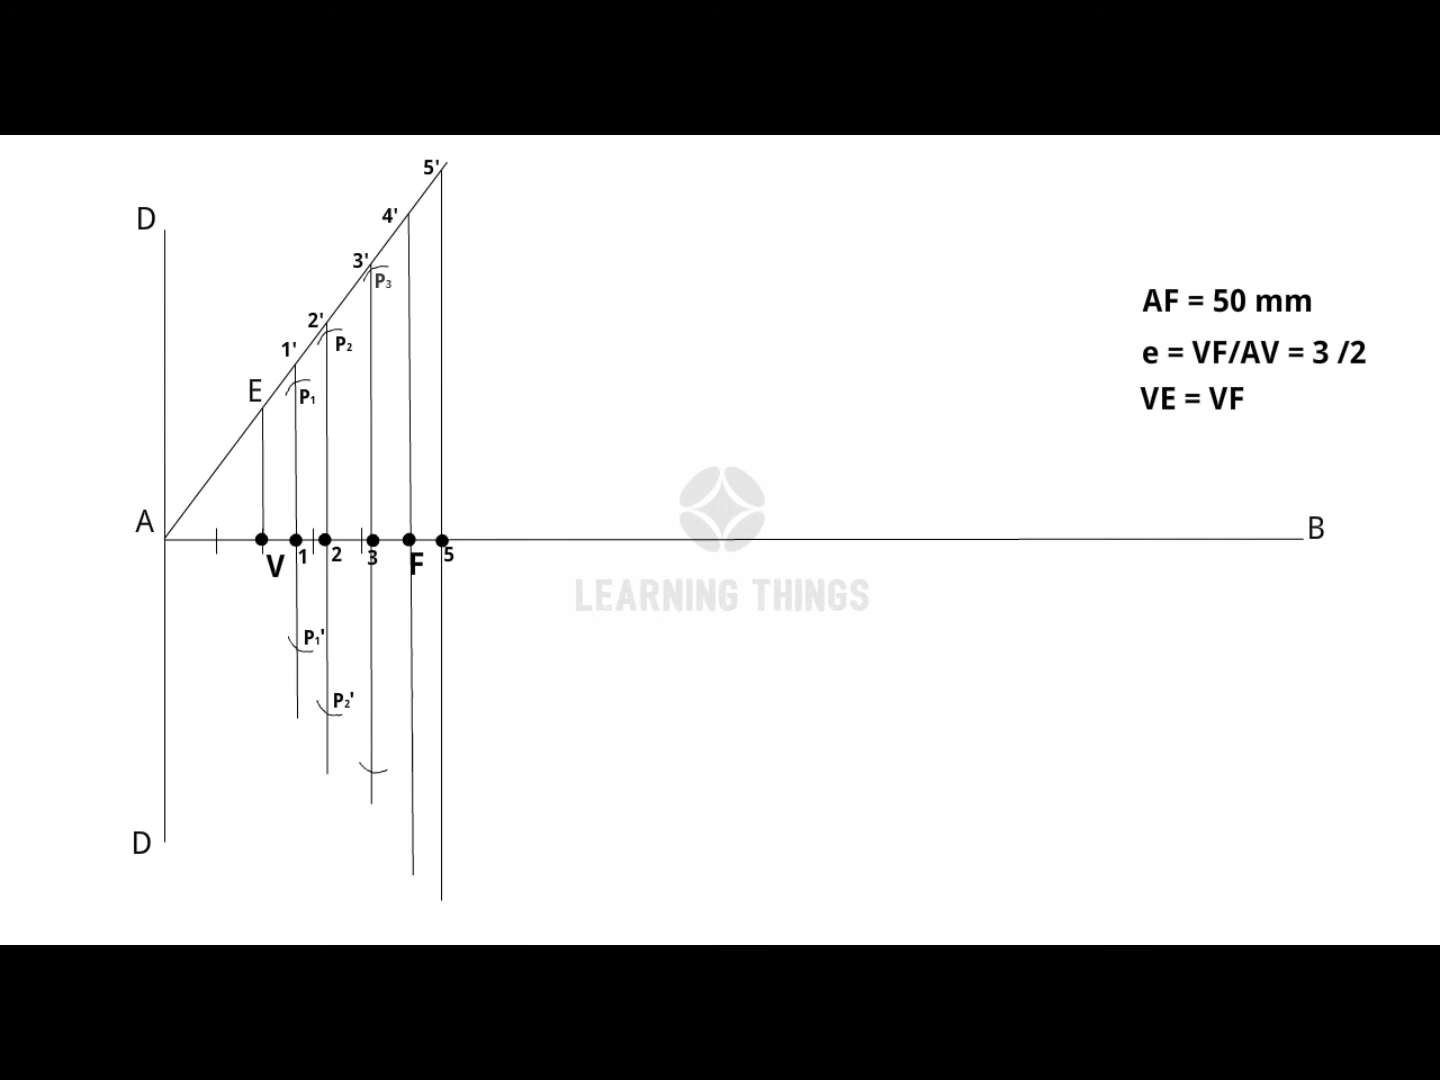 5'
D
4'
3'
P₃
2'
P₂
1'
E
P₁
AF = 50 mm
e = VF/AV = 3 /2
VE = VF
A
B
V
1
2
3
F
5
LEARNING THINGS
P₁'
P₂'
D